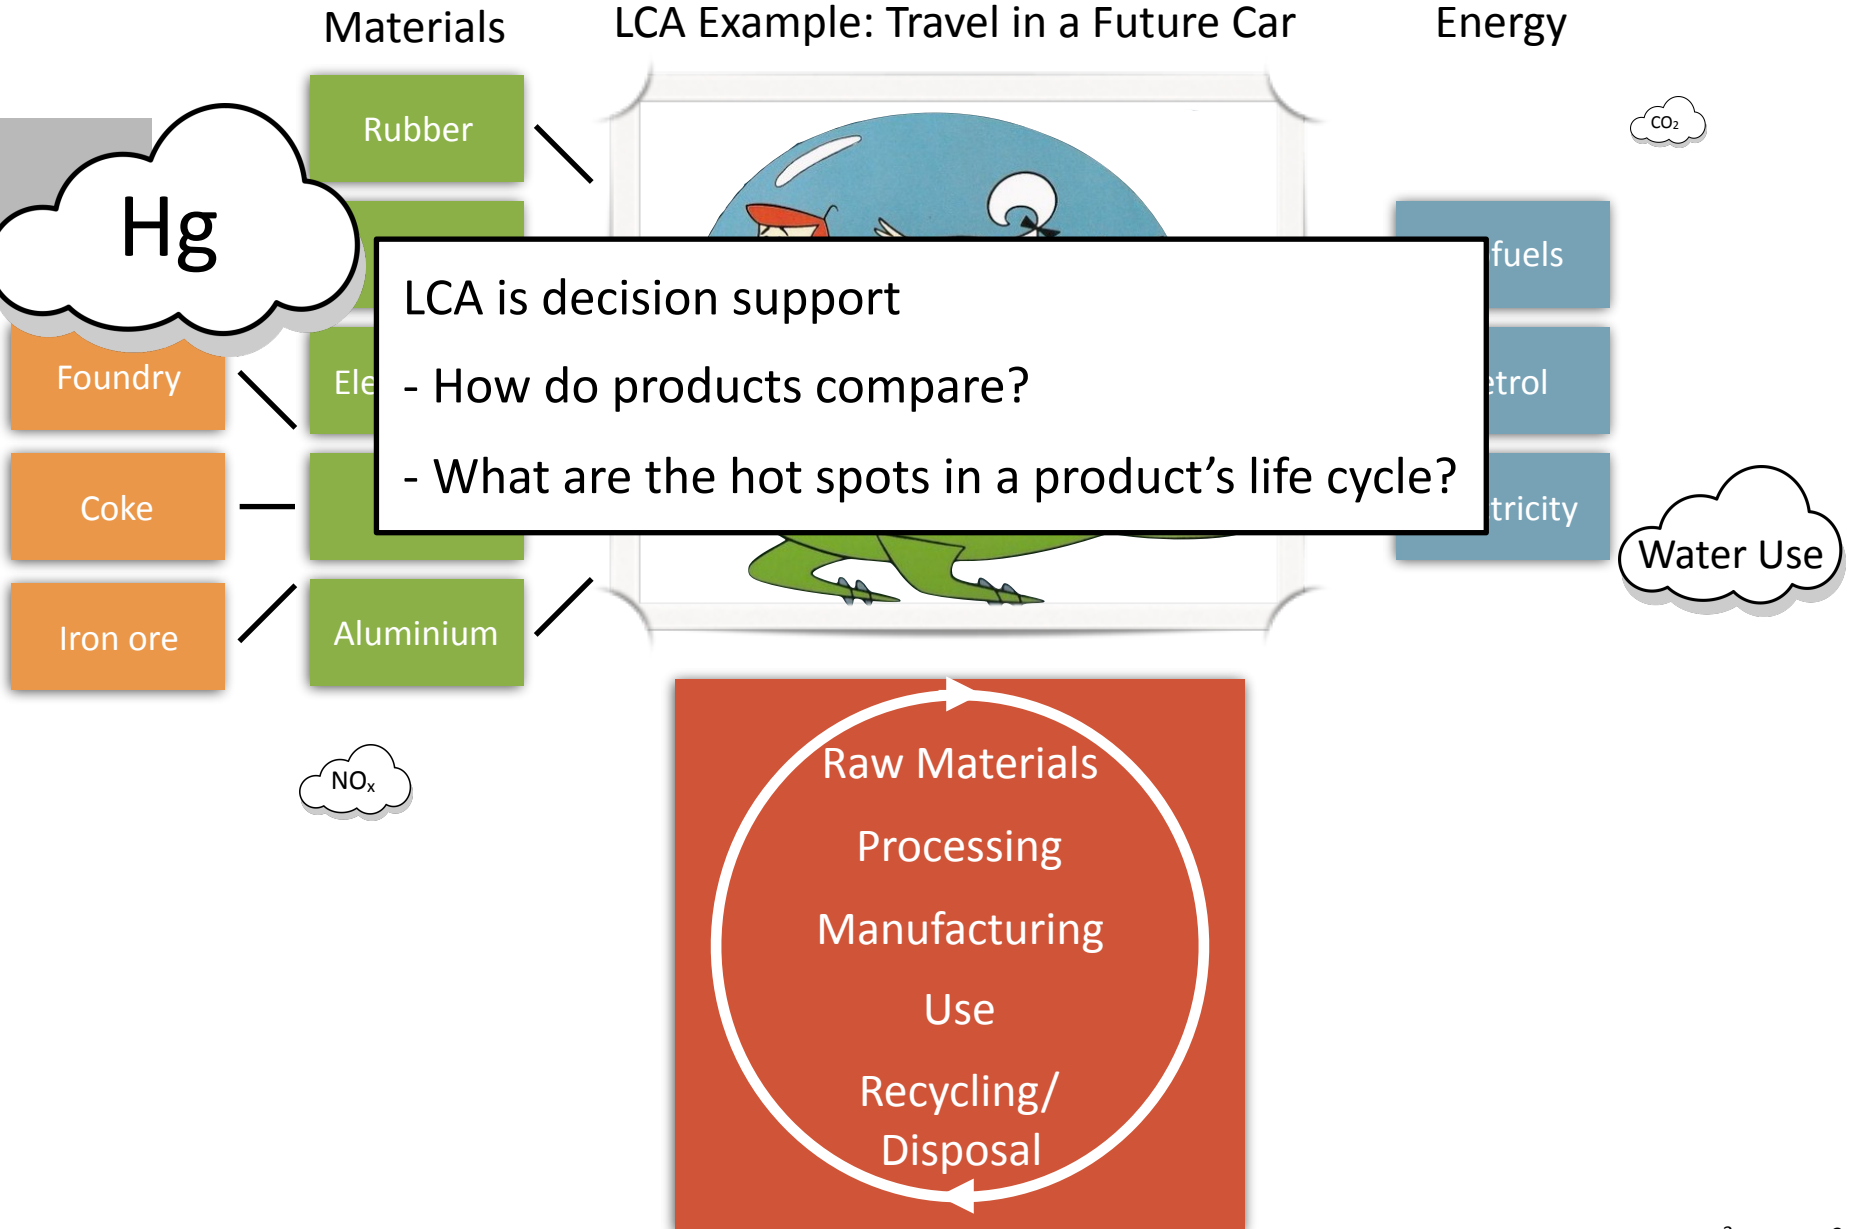 Materials
LCA Example: Travel in a Future Car
Energy
Rubber
CO₂
Hg
fuels
LCA is decision support
- How do products compare?
- What are the hot spots in a product’s life cycle?
Foundry
Ele
etrol
Coke
tricity
Water Use
Iron ore
Aluminium
NOₓ
Raw Materials
Processing
Manufacturing
Use
Recycling/
Disposal